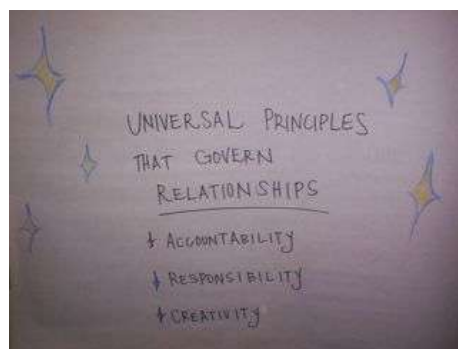 UNIVERSAL PRINCIPLES
THAT GOVERN
RELATIONSHIPS
ACCOUNTABILITY
RESPONSIBILITY
CREATIVITY